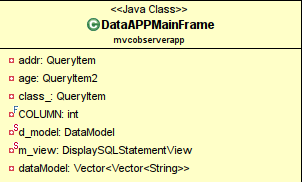 <<Java Class>>
DataAPPMainFrame
mvcobserverapp
addr: QueryItem
age: QueryItem2
class_: QueryItem
COLUMN: int
d_model: DataModel
m_view: DisplaySQLStatementView
dataModel: Vector<Vector<String>>